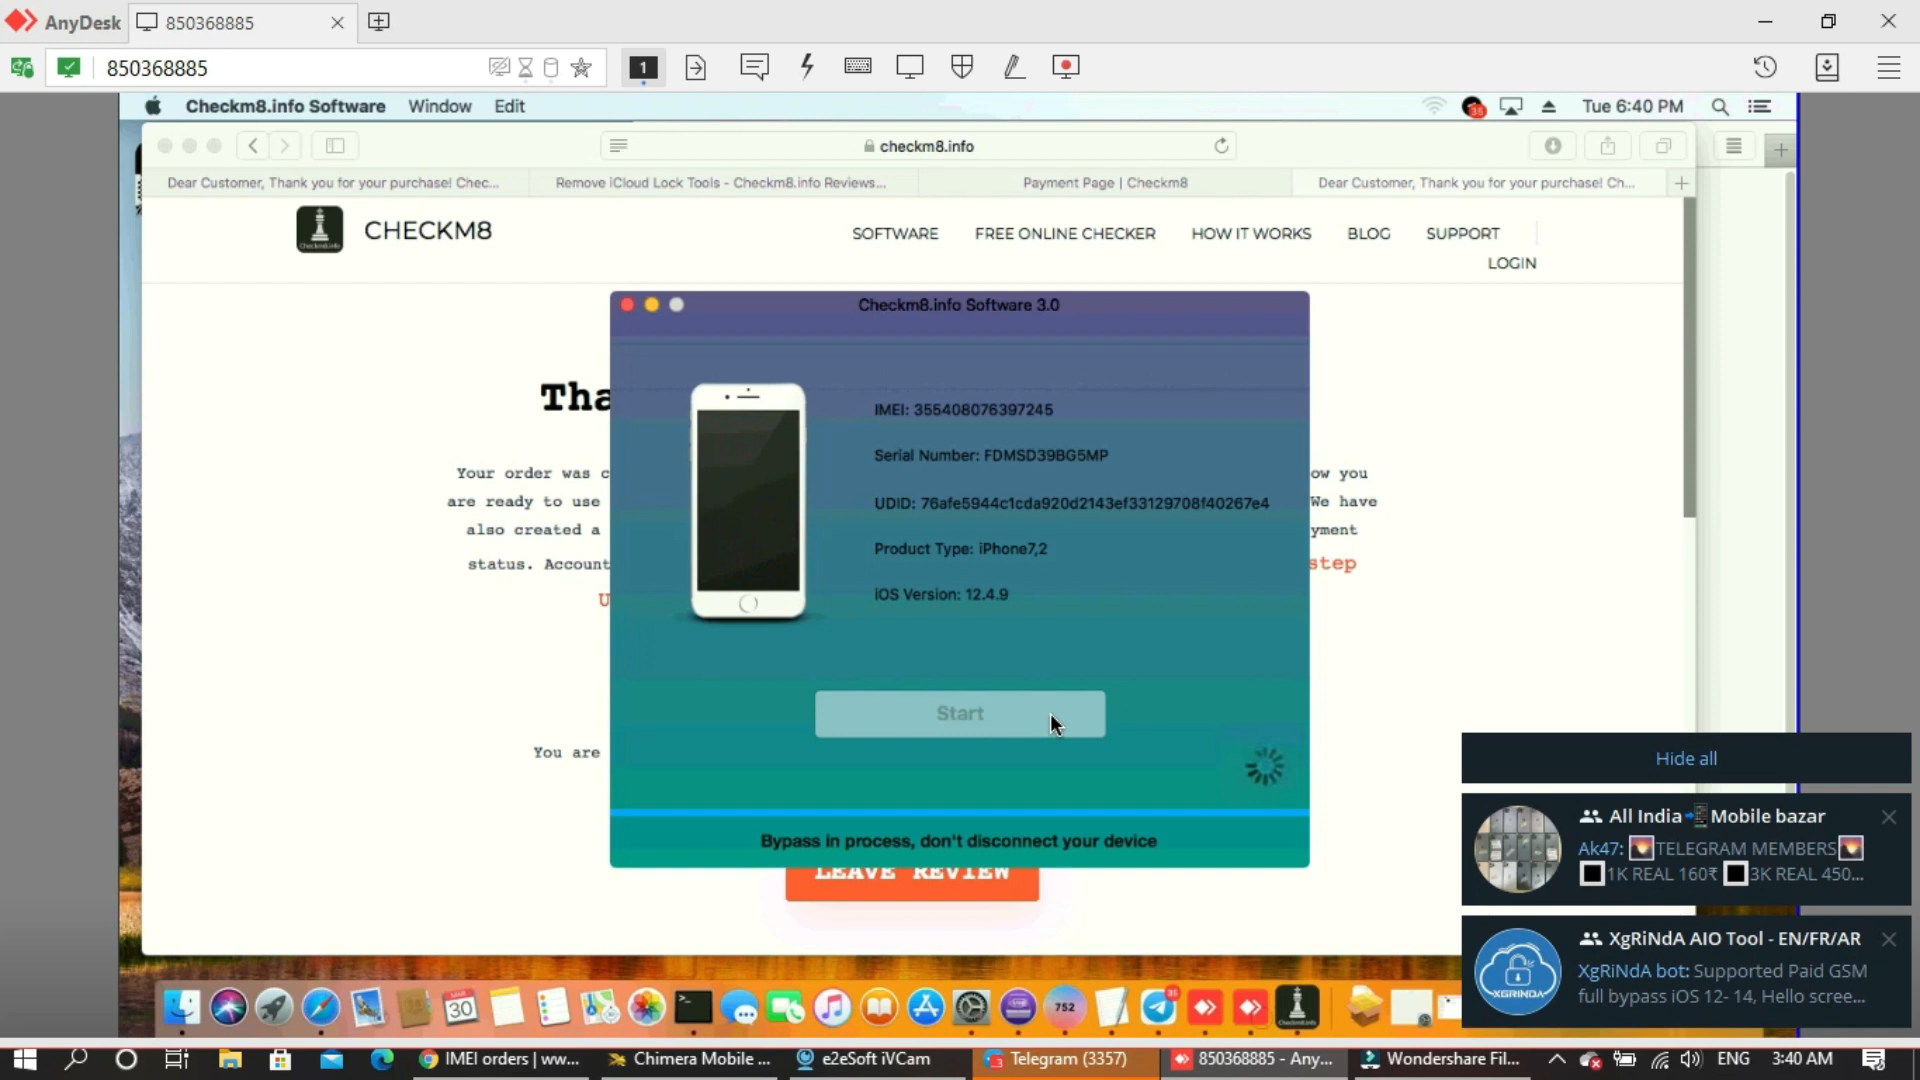 AnyDesk
850368885
850368885
1
Checkm8.info Software
Window
Edit
35
Tue 6:40 PM
checkm8.info
Dear Customer, Thank you for your purchase! Chec...
Remove iCloud Lock Tools - Checkm8.info Reviews...
Payment Page | Checkm8
Dear Customer, Thank you for your purchase! Ch...
CHECKM8
SOFTWARE
FREE ONLINE CHECKER
HOW IT WORKS
BLOG
SUPPORT
LOGIN
Checkm8.info Software 3.0
Tha
IMEI: 355408076397245
Serial Number: FDMSD39BG5MP
Your order was c
ow you
UDID: 76afe5944c1cda920d2143ef33129708f40267e4
are ready to use
We have
also created a
yment
Product Type: iPhone7,2
status. Account
step
iOS Version: 12.4.9
U
Start
You are
Bypass in process, don't disconnect your device
LEAVE REVIEW
Hide all
All India Mobile bazar
Ak47: TELEGRAM MEMBERS
1K REAL 160₹ 3K REAL 450...
XgRiNdA AIO Tool - EN/FR/AR
XgRiNdA bot: Supported Paid GSM
full bypass iOS 12- 14, Hello scree...
XGRINDA
30
752
IMEI orders | ww...
Chimera Mobile ...
e2eSoft iVCam
Telegram (3357)
850368885 - Any...
Wondershare Fil...
ENG
3:40 AM